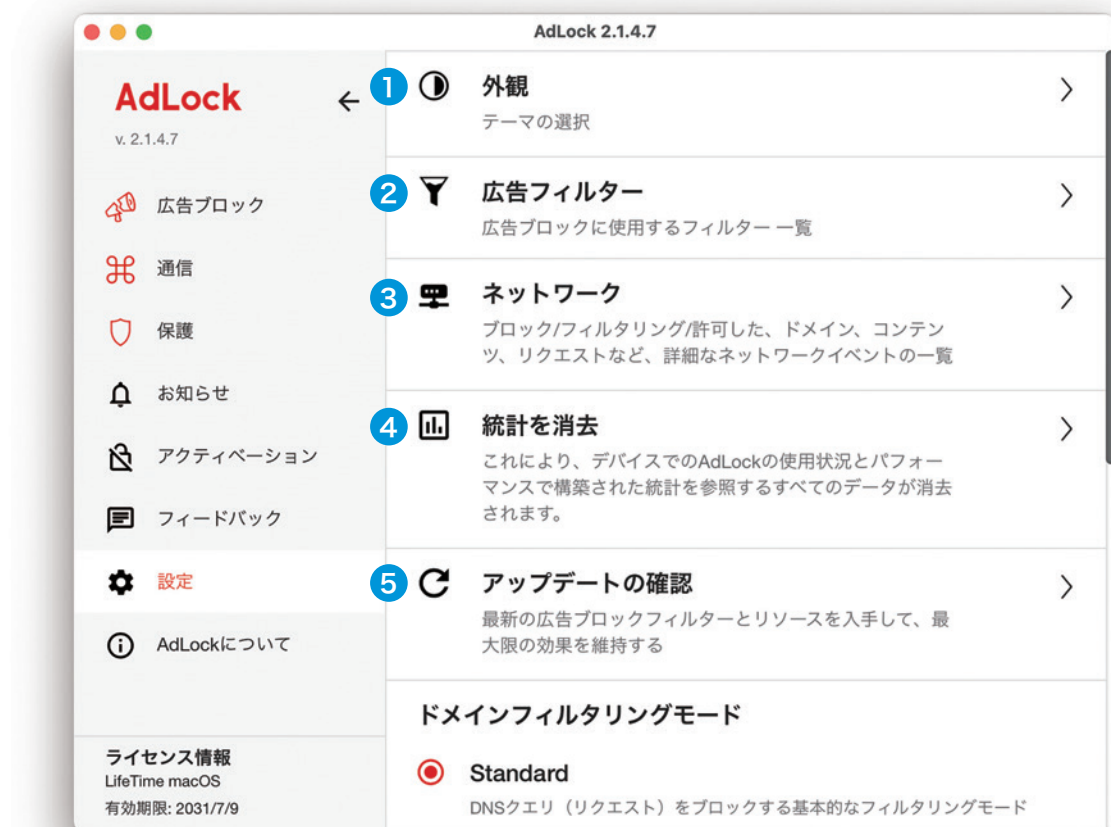 AdLock 2.1.4.7
AdLock
v. 2.1.4.7
広告ブロック
通信
保護
お知らせ
アクティベーション
フィードバック
設定
AdLockについて
ライセンス情報
LifeTime macOS
有効期限: 2031/7/9
1 外観
テーマの選択
2 広告フィルター
広告ブロックに使用するフィルター 一覧
3 ネットワーク
ブロック/フィルタリング/許可した、ドメイン、コンテン
ツ、リクエストなど、詳細なネットワークイベントの一覧
4 統計を消去
これにより、デバイスでのAdLockの使用状況とパフォー
マンスで構築された統計を参照するすべてのデータが消去
されます。
5 アップデートの確認
最新の広告ブロックフィルターとリソースを入手して、最
大限の効果を維持する
ドメインフィルタリングモード
Standard
DNSクエリ（リクエスト）をブロックする基本的なフィルタリングモード